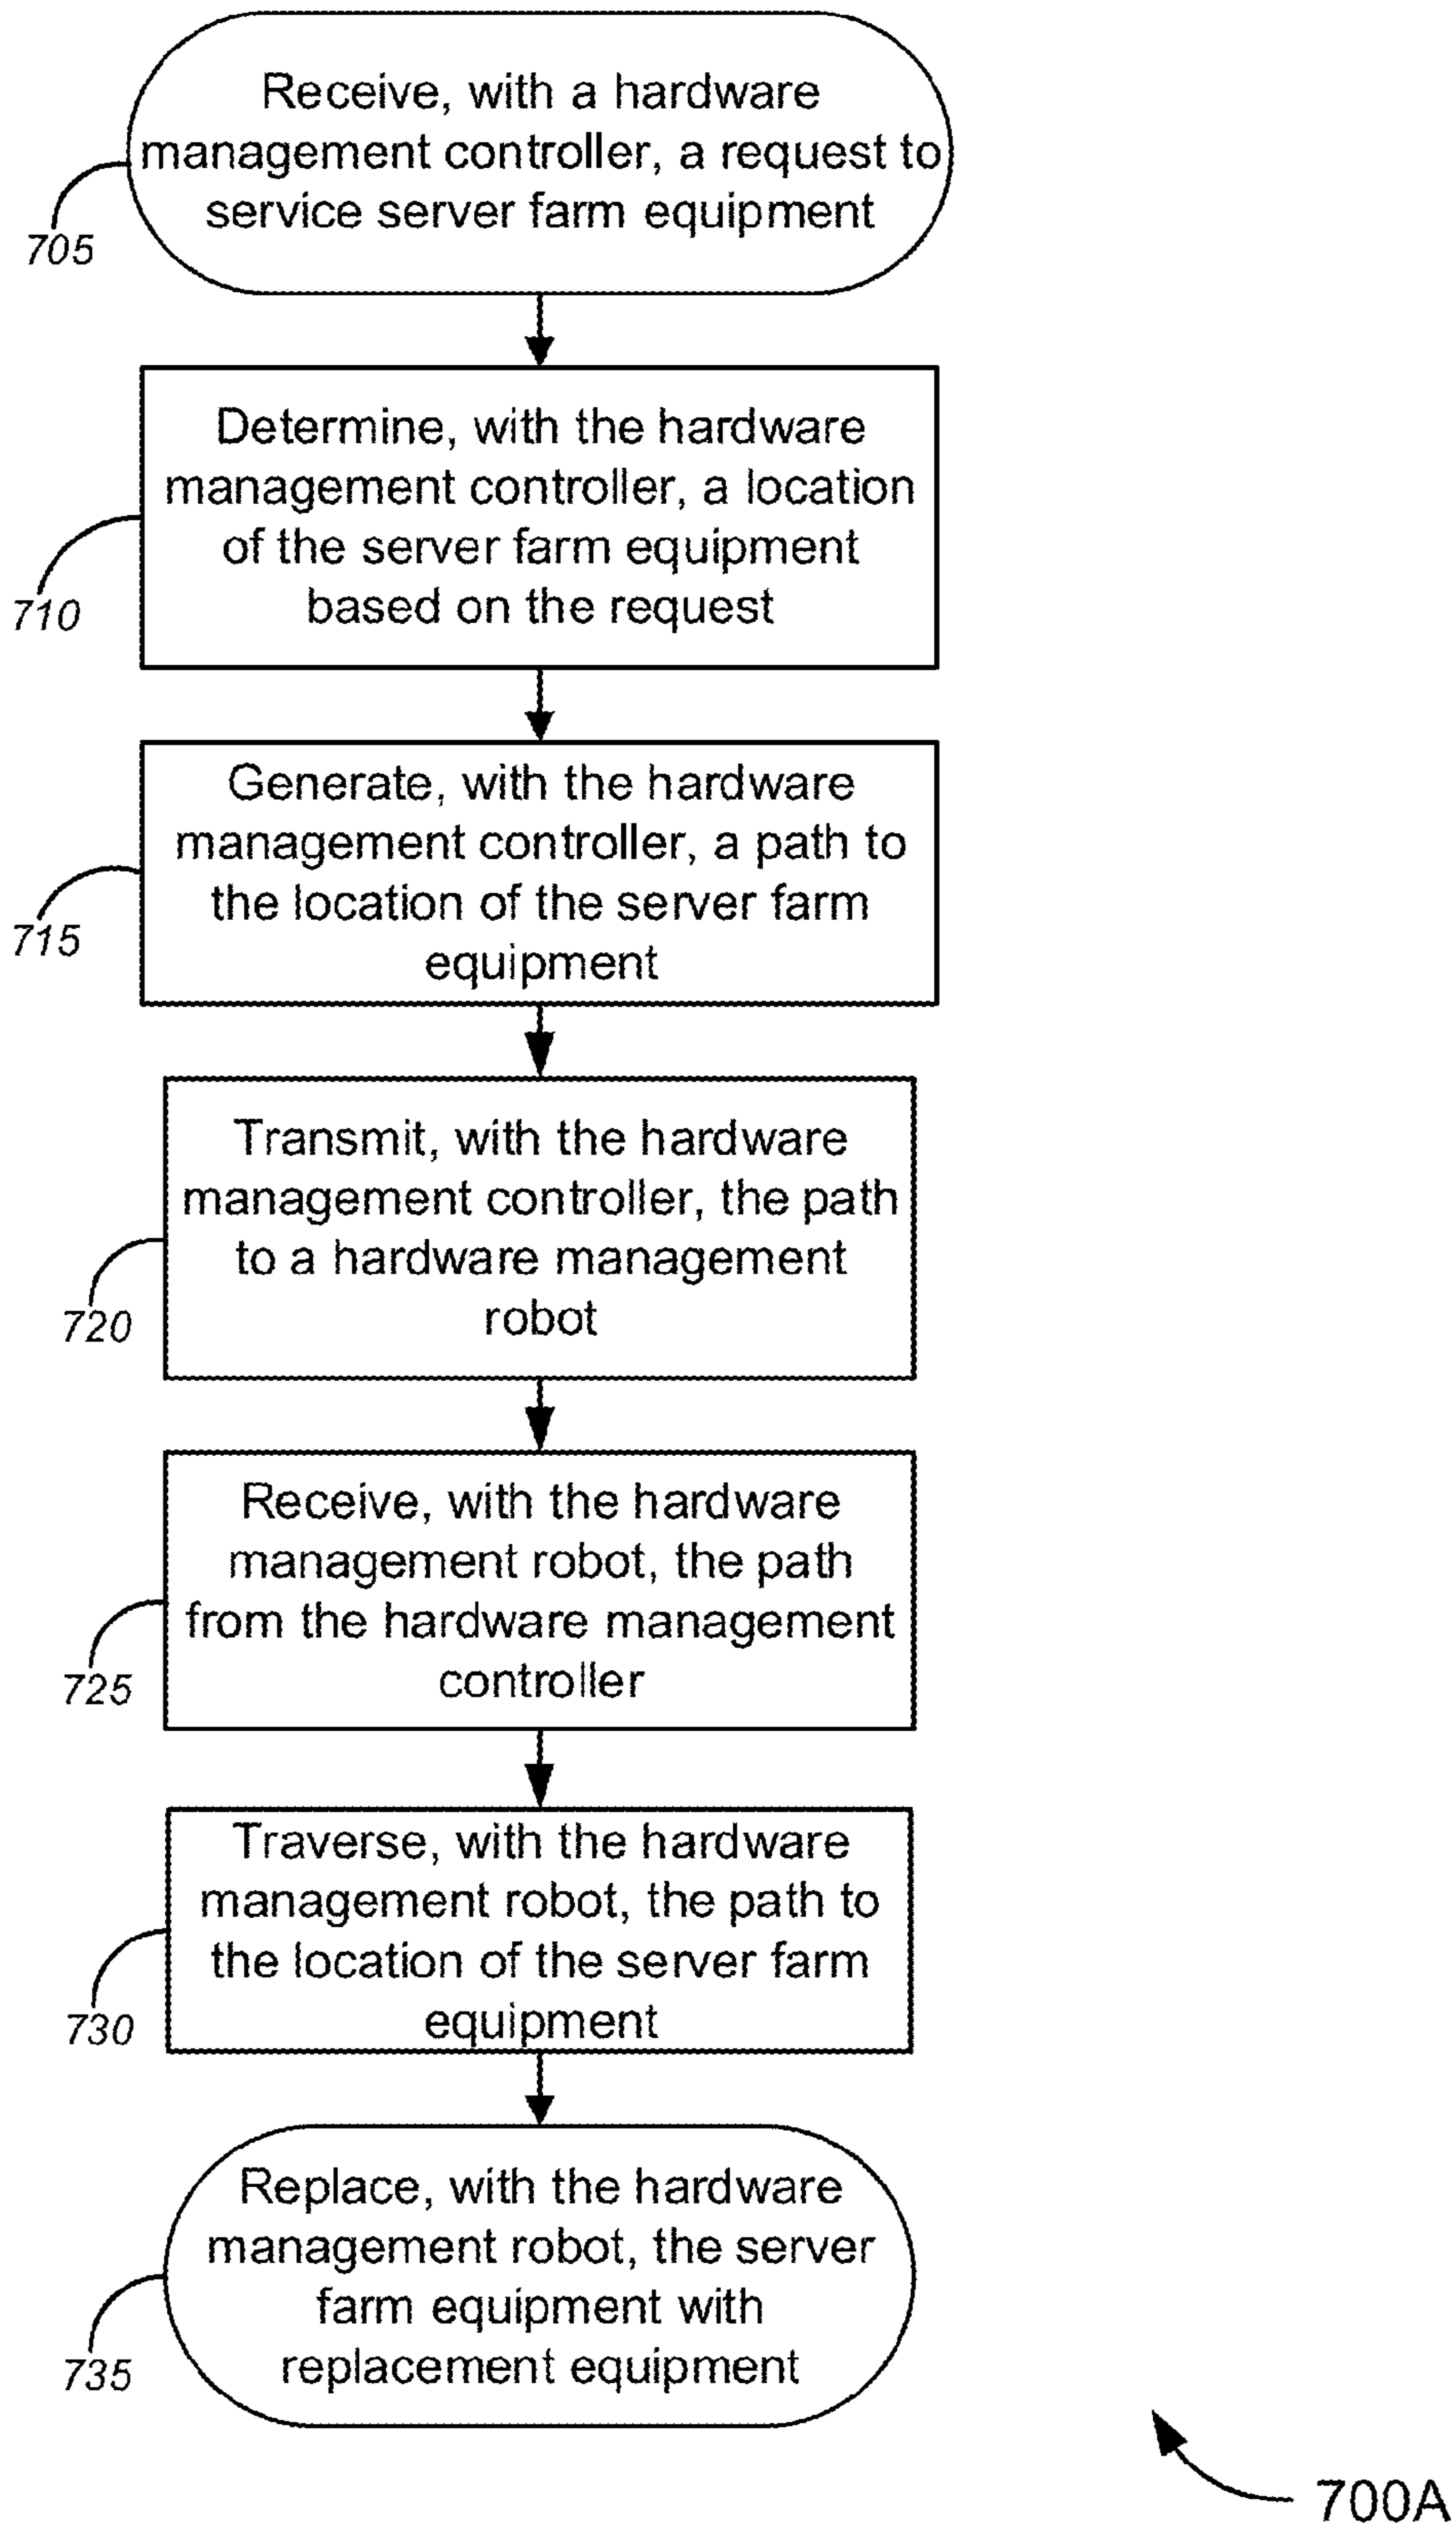 Receive, with a hardware
management controller, a request to
service server farm equipment
705
Determine, with the hardware
management controller, a location
of the server farm equipment
based on the request
710
Generate, with the hardware
management controller, a path to
the location of the server farm
equipment
715
Transmit, with the hardware
management controller, the path
to a hardware management
robot
720
Receive, with the hardware
management robot, the path
from the hardware management
controller
725
Traverse, with the hardware
management robot, the path to
the location of the server farm
equipment
730
Replace, with the hardware
management robot, the server
farm equipment with
replacement equipment
735
700A